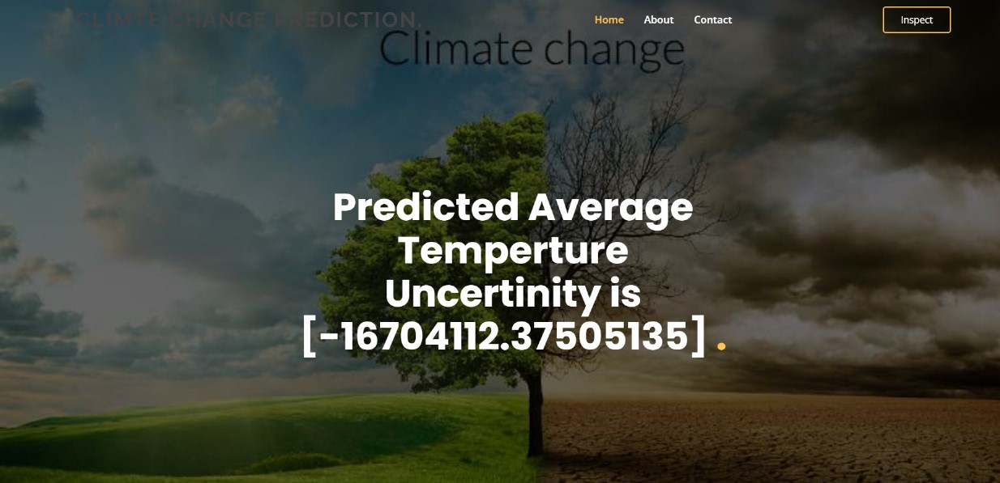 CLIMTE CHANGE PREDICTION.
Home
About
Contact
Inspect
Climate change
Predicted Average
Temperture
Uncertinity is
[-16704112.37505135] .